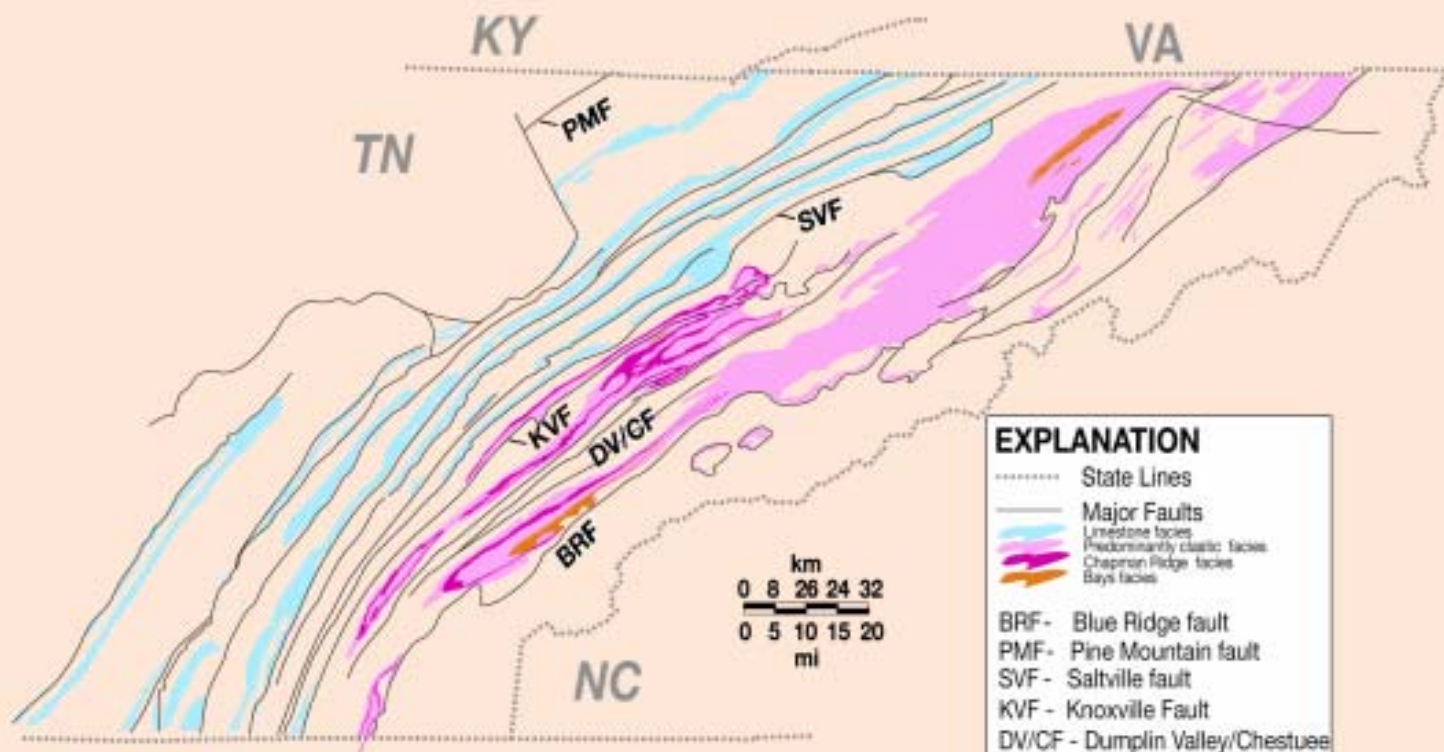 KY
VA
TN
PMF
SVF
KVF
DV/CF
BRF
NC
km
0 8 26 24 32
0 5 10 15 20
mi
EXPLANATION
State Lines
Major Faults
Limestone facies
Predominantly clastic facies
Chapman Ridge facies
Bays facies
BRF- Blue Ridge fault
PMF- Pine Mountain fault
SVF - Saltville fault
KVF - Knoxville Fault
DV/CF - Dumplin Valley/Chestuee